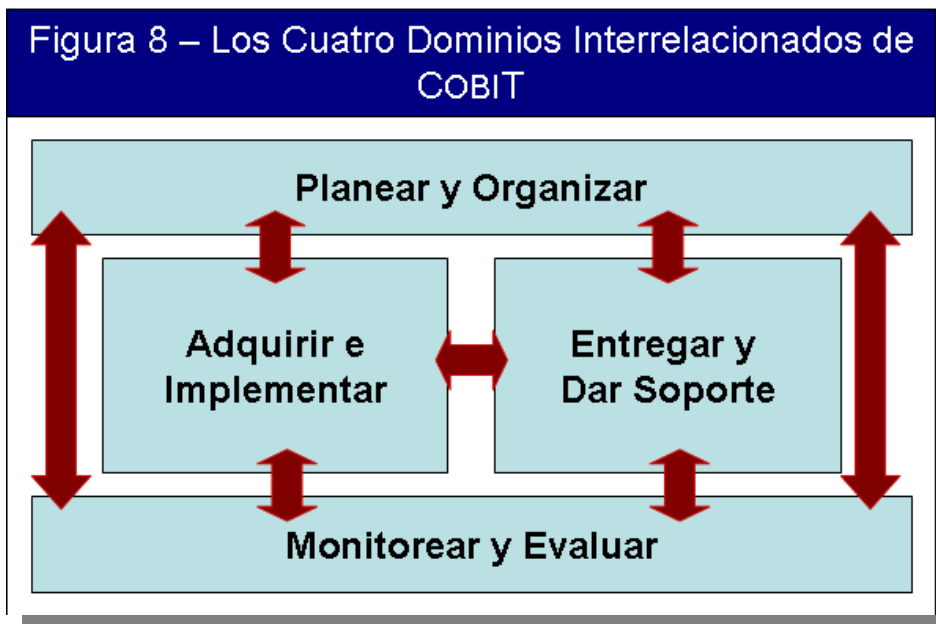 Figura 8 – Los Cuatro Dominios Interrelacionados de
COBIT
Planear y Organizar
Adquirir e
Implementar
Entregar y
Dar Soporte
Monitorear y Evaluar